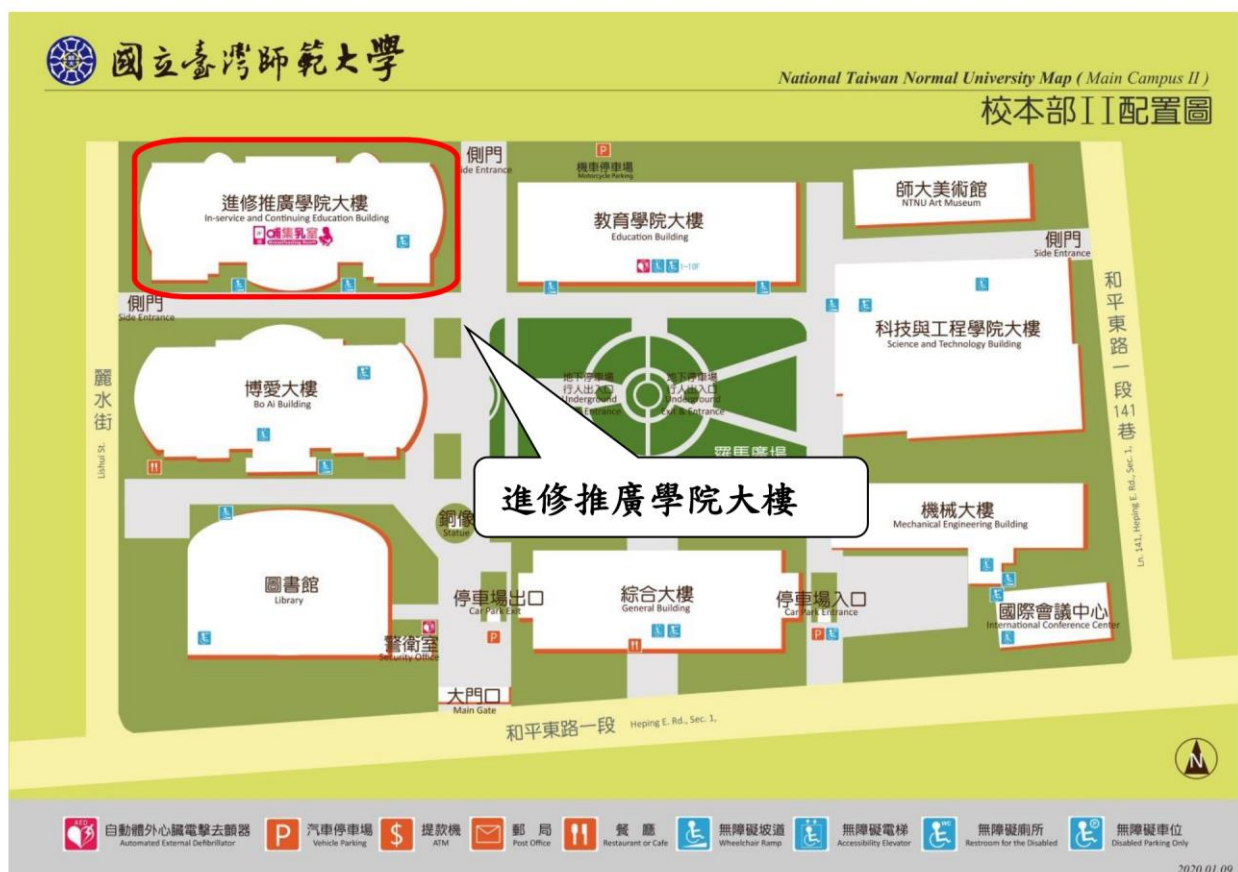 國立臺灣師範大學
National Taiwan Normal University Map ( Main Campus II )
校本部II配置圖
側門
Side Entrance
機車停車場
Motorcycle Parking
進修推廣學院大樓
In-service and Continuing Education Building
哺集乳室
教育學院大樓
Education Building
1~10F
師大美術館
NTNU Art Museum
側門
Side Entrance
側門
Side Entrance
科技與工程學院大樓
Science and Technology Building
和平東路一段141巷
Ln. 141, Heping E. Rd., Sec. 1,
麗水街
Lishui St.
博愛大樓
Bo Ai Building
地下停車場
行人出入口
Underground
Entrance
地下停車場
行人出入口
Underground
Exit & Entrance
羅馬廣場
進修推廣學院大樓
銅像
Statue
機械大樓
Mechanical Engineering Building
圖書館
Library
停車場出口
Car Park Exit
綜合大樓
General Building
停車場入口
Car Park Entrance
國際會議中心
International Conference Center
警衛室
Security Office
大門口
Main Gate
和平東路一段 Heping E. Rd., Sec. 1,
N
AED
自動體外心臟電擊去顫器
Automated External Defibrillator
P
汽車停車場
Vehicle Parking
$
提款機
ATM
郵 局
Post Office
餐 廳
Restaurant or Cafe
無障礙坡道
Wheelchair Ramp
無障礙電梯
Accessibility Elevator
WC
無障礙廁所
Restroom for the Disabled
無障礙車位
Disabled Parking Only
2020.01.09